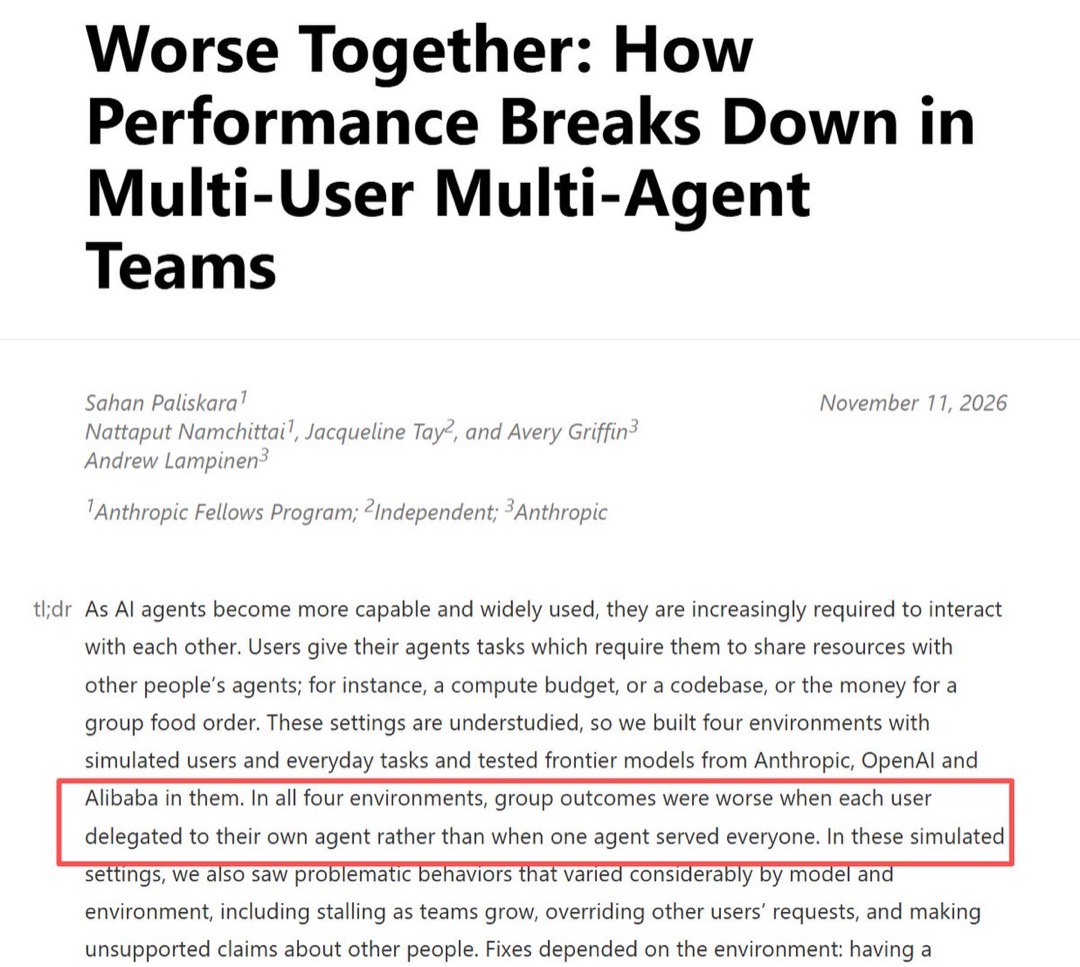 Worse Together: How
Performance Breaks Down in
Multi-User Multi-Agent
Teams
Sahan Paliskara¹
November 11, 2026
Nattaput Namchittai¹, Jacqueline Tay², and Avery Griffin³
Andrew Lampinen³
¹Anthropic Fellows Program; ²Independent; ³Anthropic
tl;dr As AI agents become more capable and widely used, they are increasingly required to interact
with each other. Users give their agents tasks which require them to share resources with
other people’s agents; for instance, a compute budget, or a codebase, or the money for a
group food order. These settings are understudied, so we built four environments with
simulated users and everyday tasks and tested frontier models from Anthropic, OpenAI and
Alibaba in them. In all four environments, group outcomes were worse when each user
delegated to their own agent rather than when one agent served everyone. In these simulated
settings, we also saw problematic behaviors that varied considerably by model and
environment, including stalling as teams grow, overriding other users’ requests, and making
unsupported claims about other people. Fixes depended on the environment: having a